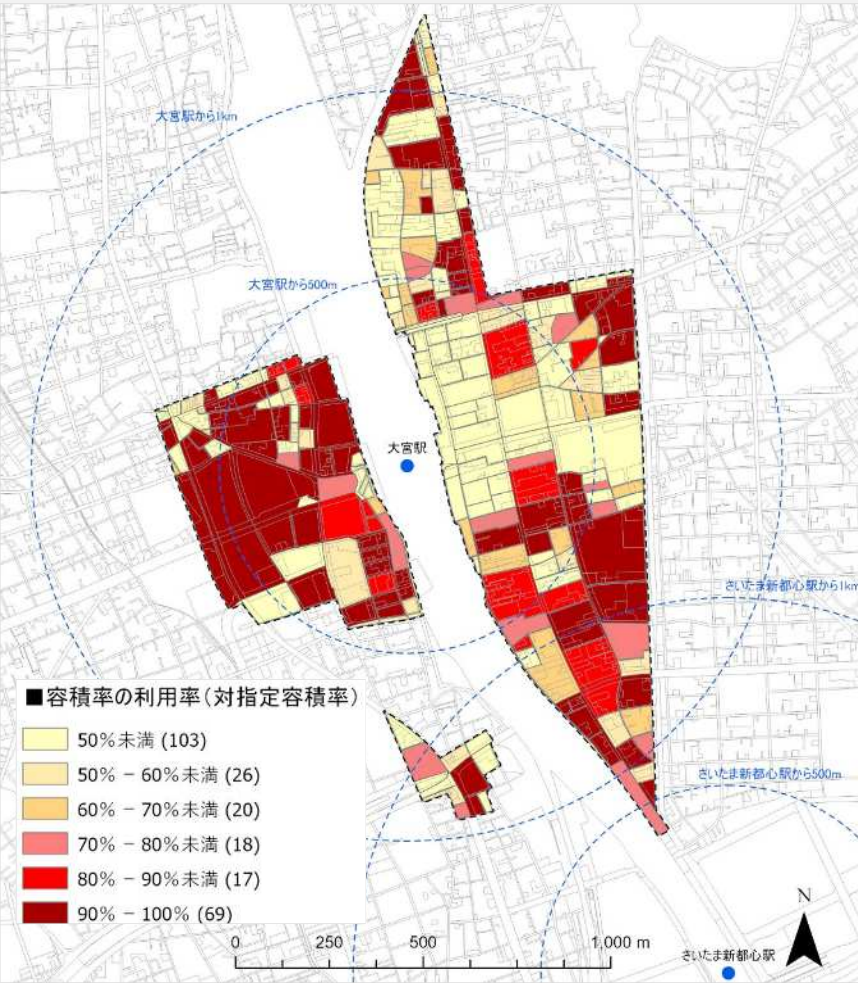 大宮駅から1km
大宮駅から500m
大宮駅
さいたま新都心駅から1km
■容積率の利用率(対指定容積率)
50%未満 (103)
50% - 60%未満 (26)
60% - 70%未満 (20)
70% - 80%未満 (18)
80% - 90%未満 (17)
90% - 100% (69)
さいたま新都心駅から500m
N
0 250 500 1,000 m
さいたま新都心駅